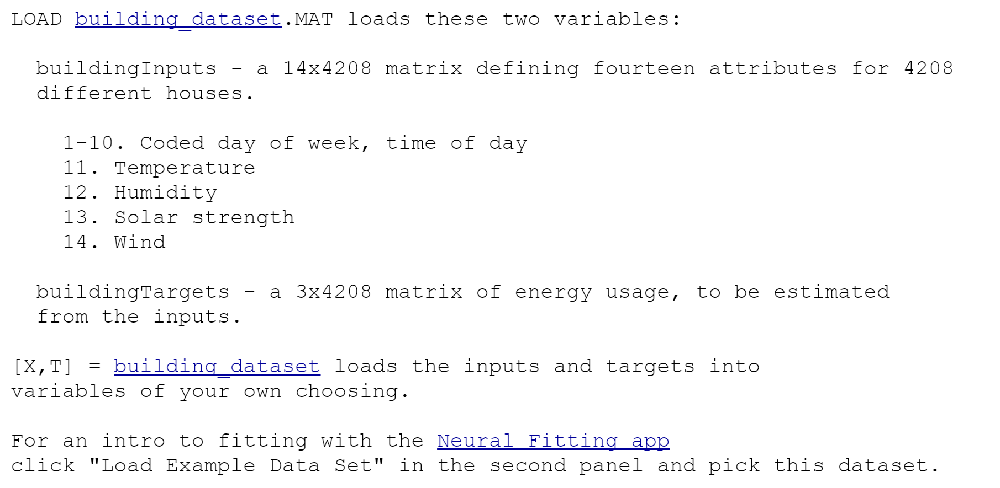 LOAD building_dataset.MAT loads these two variables:
buildingInputs - a 14x4208 matrix defining fourteen attributes for 4208
different houses.
1-10. Coded day of week, time of day
11. Temperature
12. Humidity
13. Solar strength
14. Wind
buildingTargets - a 3x4208 matrix of energy usage, to be estimated
from the inputs.
[X,T] = building_dataset loads the inputs and targets into
variables of your own choosing.
For an intro to fitting with the Neural Fitting app
click "Load Example Data Set" in the second panel and pick this dataset.